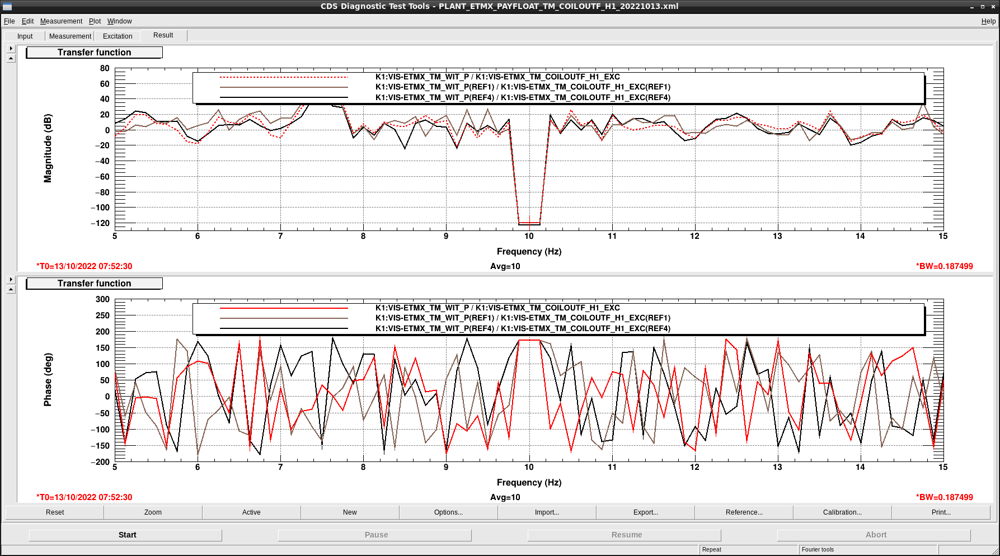 CDS Diagnostic Test Tools - PLANT_ETMX_PAYFLOAT_TM_COILOUTF_H1_20221013.xml
File Edit Measurement Plot Window Help
Input Measurement Excitation Result
Transfer function
K1:VIS-ETMX_TM_WIT_P / K1:VIS-ETMX_TM_COILOUTF_H1_EXC
K1:VIS-ETMX_TM_WIT_P(REF1) / K1:VIS-ETMX_TM_COILOUTF_H1_EXC(REF1)
K1:VIS-ETMX_TM_WIT_P(REF4) / K1:VIS-ETMX_TM_COILOUTF_H1_EXC(REF4)
Magnitude (dB)
80
60
40
20
0
−20
−40
−60
−80
−100
−120
5 6 7 8 9 10 11 12 13 14 15
Frequency (Hz)
*T0=13/10/2022 07:52:30 Avg=10 *BW=0.187499
Transfer function
K1:VIS-ETMX_TM_WIT_P / K1:VIS-ETMX_TM_COILOUTF_H1_EXC
K1:VIS-ETMX_TM_WIT_P(REF1) / K1:VIS-ETMX_TM_COILOUTF_H1_EXC(REF1)
K1:VIS-ETMX_TM_WIT_P(REF4) / K1:VIS-ETMX_TM_COILOUTF_H1_EXC(REF4)
Phase (deg)
300
250
200
150
100
50
0
−50
−100
−150
−200
5 6 7 8 9 10 11 12 13 14 15
Frequency (Hz)
*T0=13/10/2022 07:52:30 Avg=10 *BW=0.187499
Reset Zoom Active New Options... Import... Export... Reference... Calibration... Print...
Start Pause Resume Abort
Repeat Fourier tools